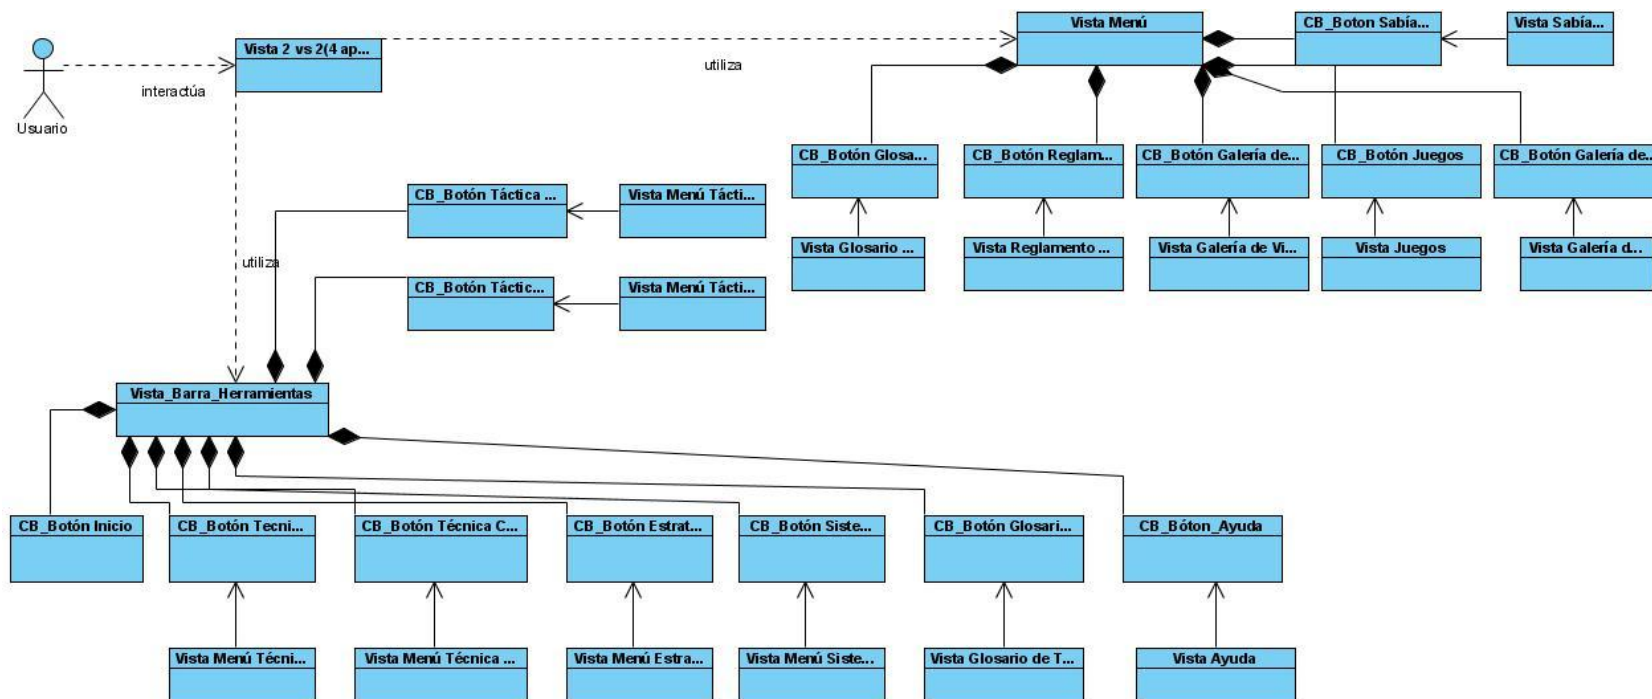 Vista Menú
CB_Boton Sabía...
Vista Sabía...
Vista 2 vs 2(4 ap...
utiliza
interactúa
Usuario
CB_Botón Glosa...
CB_Botón Reglam...
CB_Botón Galería de...
CB_Botón Juegos
CB_Botón Galería de...
CB_Botón Táctica ...
Vista Menú Tácti...
Vista Glosario ...
Vista Reglamento ...
Vista Galería de Vi...
Vista Juegos
Vista Galería d...
utiliza
CB_Botón Táctic...
Vista Menú Tácti...
Vista_Barra_Herramientas
CB_Botón Inicio
CB_Botón Tecni...
CB_Botón Técnica C...
CB_Botón Estrat...
CB_Botón Siste...
CB_Botón Glosari...
CB_Bóton_Ayuda
Vista Menú Técni...
Vista Menú Técnica ...
Vista Menú Estra...
Vista Menú Siste...
Vista Glosario de T...
Vista Ayuda